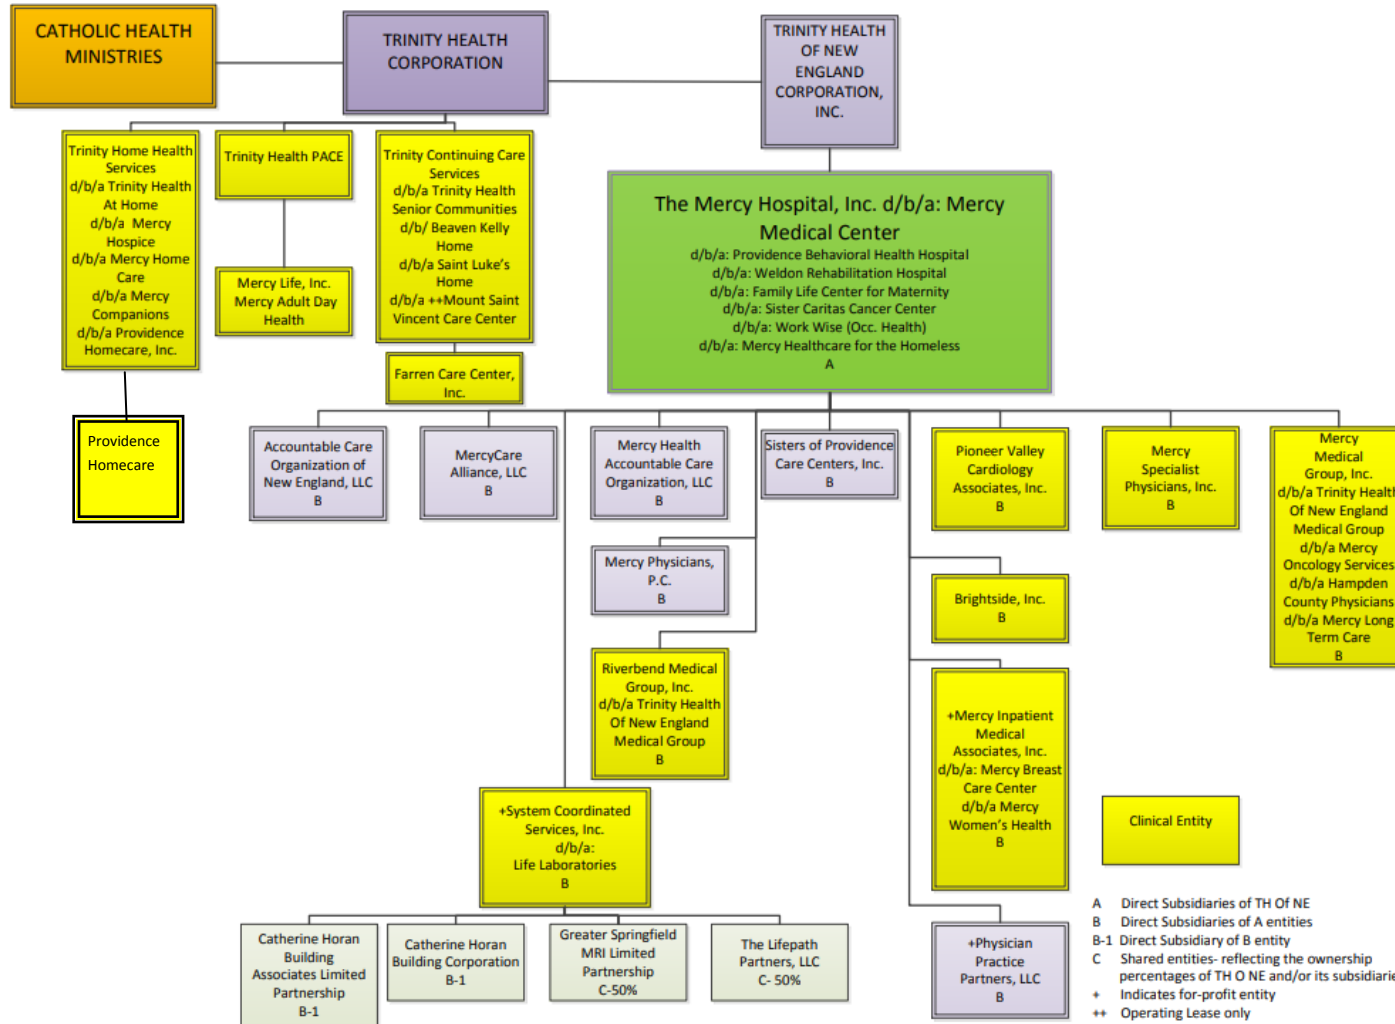 CATHOLIC HEALTH
MINISTRIES
TRINITY HEALTH
CORPORATION
TRINITY HEALTH
OF NEW
ENGLAND
CORPORATION,
INC.
Trinity Home Health
Services
d/b/a Trinity Health
At Home
d/b/a  Mercy
Hospice
d/b/a Mercy Home
Care
d/b/a Mercy
Companions
d/b/a Providence
Homecare, Inc.
Trinity Health PACE
Trinity Continuing Care
Services
d/b/a Trinity Health
Senior Communities
d/b/ Beaven Kelly
Home
d/b/a Saint Luke's
Home
d/b/a ++Mount Saint
Vincent Care Center
Mercy Life, Inc.
Mercy Adult Day
Health
Farren Care Center,
Inc.
Providence
Homecare
The Mercy Hospital, Inc. d/b/a: Mercy
Medical Center
d/b/a: Providence Behavioral Health Hospital
d/b/a: Weldon Rehabilitation Hospital
d/b/a: Family Life Center for Maternity
d/b/a: Sister Caritas Cancer Center
d/b/a: Work Wise (Occ. Health)
d/b/a: Mercy Healthcare for the Homeless
A
Accountable Care
Organization of
New England, LLC
B
MercyCare
Alliance, LLC
B
Mercy Health
Accountable Care
Organization, LLC
B
Sisters of Providence
Care Centers, Inc.
B
Pioneer Valley
Cardiology
Associates, Inc.
B
Mercy
Specialist
Physicians, Inc.
B
Mercy
Medical
Group, Inc.
d/b/a Trinity Health
Of New England
Medical Group
d/b/a Mercy
Oncology Services
d/b/a Hampden
County Physicians
d/b/a Mercy Long
Term Care
B
Mercy Physicians,
P.C.
B
Brightside, Inc.
B
Riverbend Medical
Group, Inc.
d/b/a Trinity Health
Of New England
Medical Group
B
+Mercy Inpatient
Medical
Associates, Inc.
d/b/a: Mercy Breast
Care Center
d/b/a Mercy
Women's Health
B
+System Coordinated
Services, Inc.
d/b/a:
Life Laboratories
B
Clinical Entity
Catherine Horan
Building
Associates Limited
Partnership
B-1
Catherine Horan
Building Corporation
B-1
Greater Springfield
MRI Limited
Partnership
C-50%
The Lifepath
Partners, LLC
C- 50%
+Physician
Practice
Partners, LLC
B
A Direct Subsidiaries of TH Of NE
B Direct Subsidiaries of A entities
B-1 Direct Subsidiary of B entity
C Shared entities- reflecting the ownership
percentages of TH O NE and/or its subsidiarie
+ Indicates for-profit entity
++ Operating Lease only